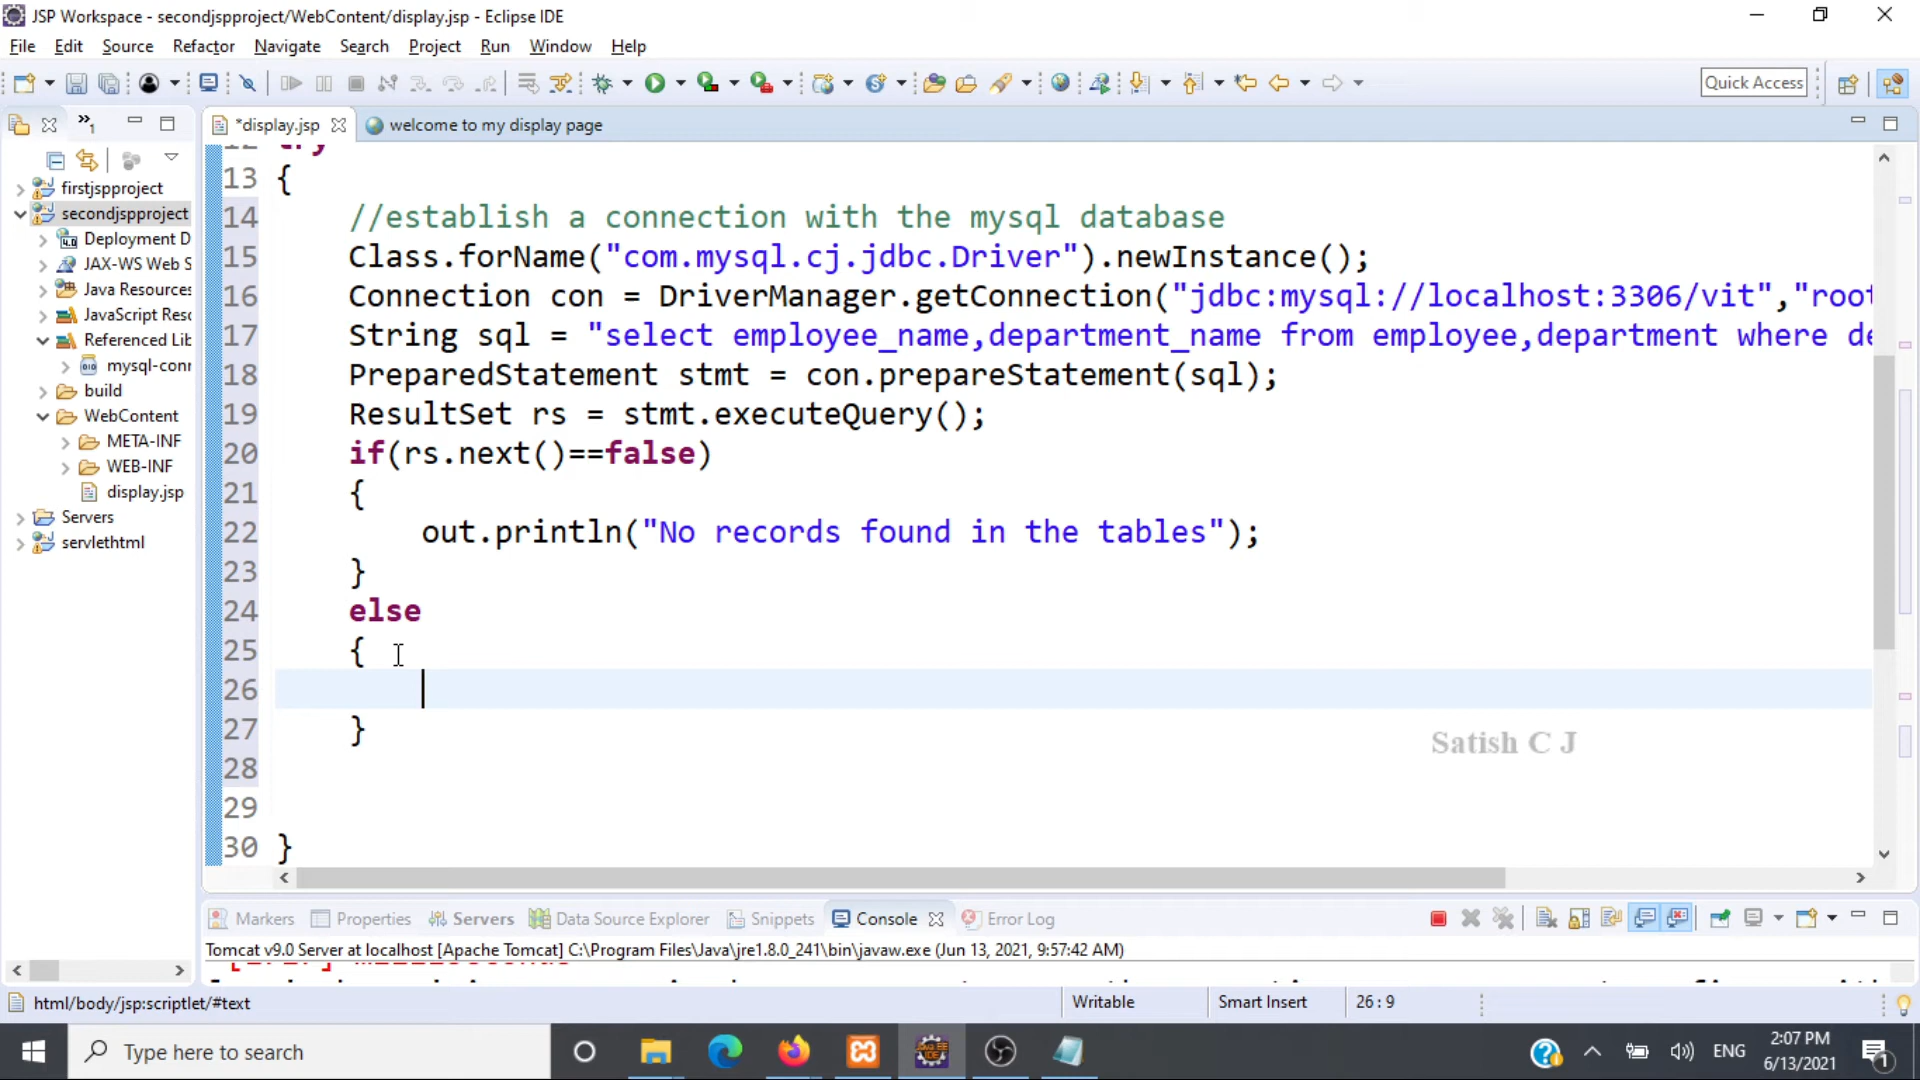 JSP Workspace - secondjspproject/WebContent/display.jsp - Eclipse IDE
File Edit Source Refactor Navigate Search Project Run Window Help
Quick Access
*display.jsp welcome to my display page
firstjspproject
secondjspproject
Deployment D
JAX-WS Web S
Java Resources
JavaScript Resc
Referenced Lib
mysql-conr
build
WebContent
META-INF
WEB-INF
display.jsp
Servers
servlethtml
12 try
13 {
14 //establish a connection with the mysql database
15 Class.forName("com.mysql.cj.jdbc.Driver").newInstance();
16 Connection con = DriverManager.getConnection("jdbc:mysql://localhost:3306/vit","root
17 String sql = "select employee_name,department_name from employee,department where de
18 PreparedStatement stmt = con.prepareStatement(sql);
19 ResultSet rs = stmt.executeQuery();
20 if(rs.next()==false)
21 {
22 out.println("No records found in the tables");
23 }
24 else
25 {
26
27 }
28
29
30 }
Satish C J
Markers Properties Servers Data Source Explorer Snippets Console Error Log
Tomcat v9.0 Server at localhost [Apache Tomcat] C:\Program Files\Java\jre1.8.0_241\bin\javaw.exe (Jun 13, 2021, 9:57:42 AM)
html/body/jsp:scriptlet/#text Writable Smart Insert 26 : 9
Type here to search
ENG
2:07 PM
6/13/2021
1